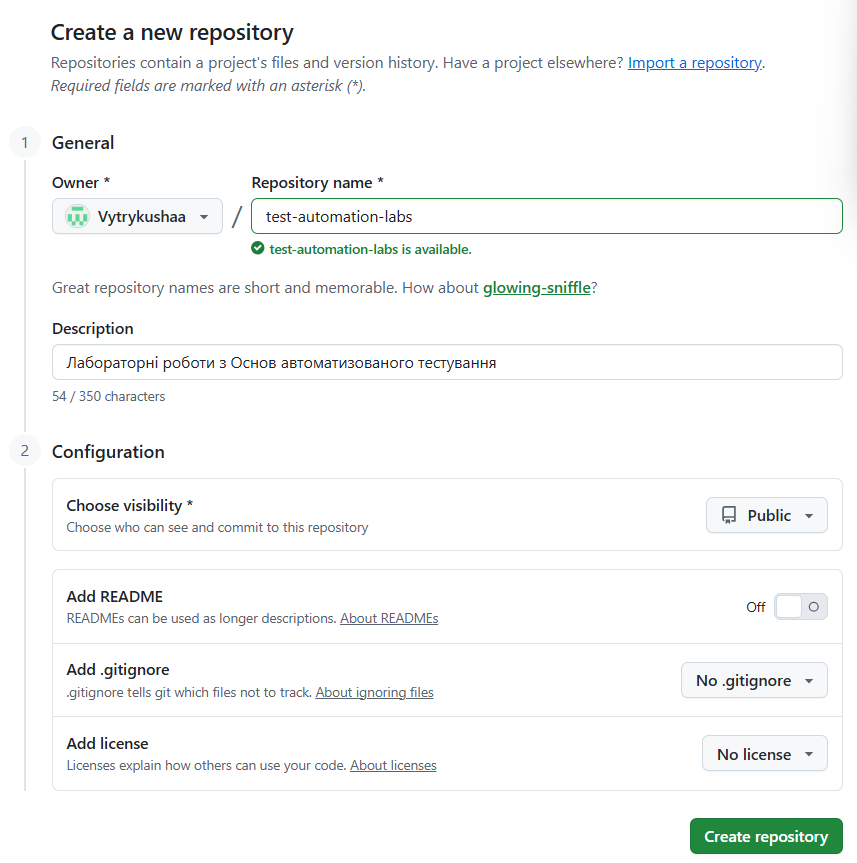 Create a new repository
Repositories contain a project's files and version history. Have a project elsewhere? Import a repository.
Required fields are marked with an asterisk (*).
1 General
Owner * Repository name *
Vytrykushaa / test-automation-labs
test-automation-labs is available.
Great repository names are short and memorable. How about glowing-sniffle?
Description
Лабораторні роботи з Основ автоматизованого тестування
54 / 350 characters
2 Configuration
Choose visibility *
Choose who can see and commit to this repository
Public
Add README
READMEs can be used as longer descriptions. About READMEs
Off
Add .gitignore
.gitignore tells git which files not to track. About ignoring files
No .gitignore
Add license
Licenses explain how others can use your code. About licenses
No license
Create repository